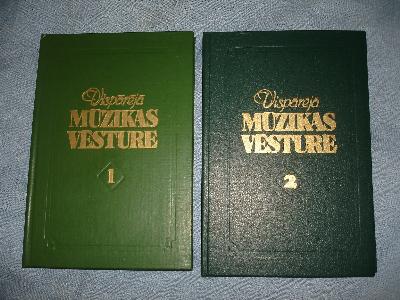 Vispārējā
MŪZIKAS
VĒSTURE
1
Vispārējā
MŪZIKAS
VĒSTURE
2